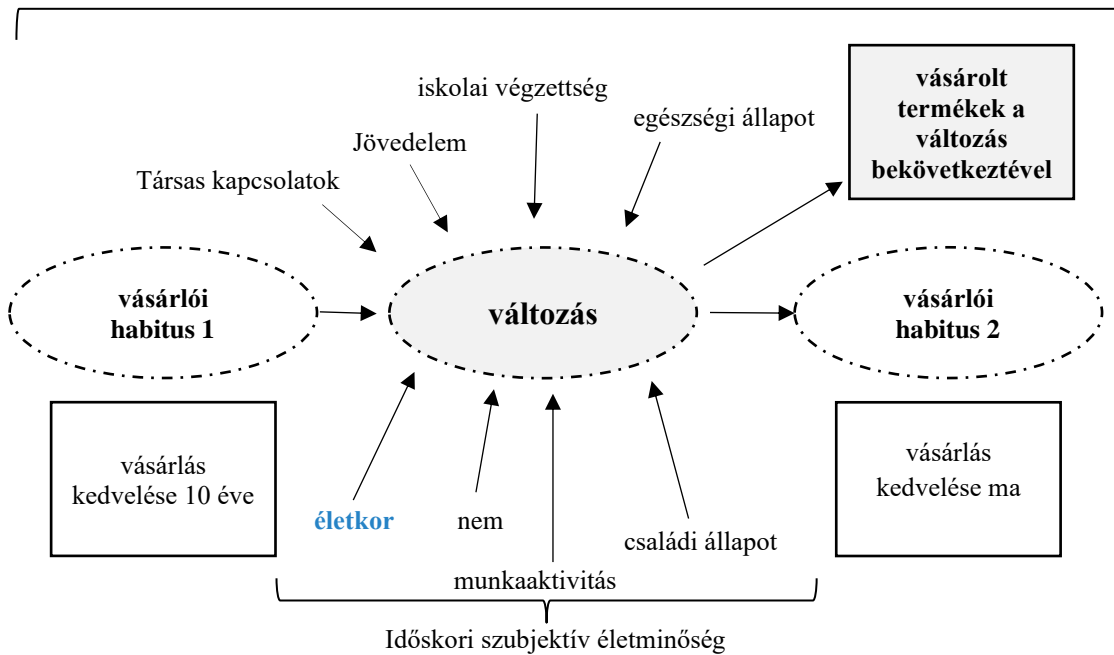 iskolai végzettség
egészségi állapot
Jövedelem
Társas kapcsolatok
vásárolt
termékek a
változás
bekövetkeztével
vásárlói
habitus 1
változás
vásárlói
habitus 2
vásárlás
kedvelése 10 éve
vásárlás
kedvelése ma
életkor
nem
családi állapot
munkaaktivitás
Időskori szubjektív életminőség